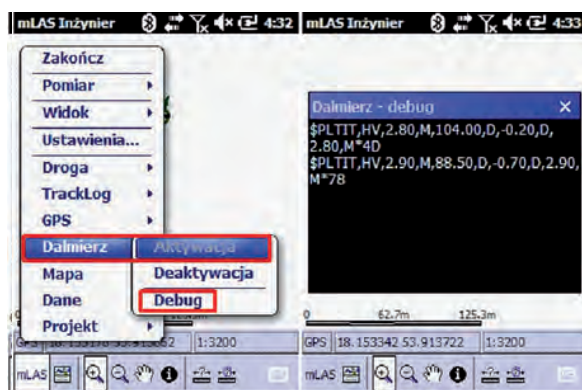 mLAS Inżynier 4:32
Zakończ
Pomiar
Widok
Ustawienia...
Droga
TrackLog
GPS
Dalmierz
Aktywacja
Mapa
Deaktywacja
Dane
Debug
Projekt
1:3200
mLAS
mLAS Inżynier 4:33
Dalmierz - debug
$PLTIT,HV,2.80,M,104.00,D,-0.20,D,
2.80,M*4D
$PLTIT,HV,2.90,M,88.50,D,-0.70,D,2.90,
M*78
0 62.7m 125.3m
GPS 18.153342 53.913722 1:3200
mLAS